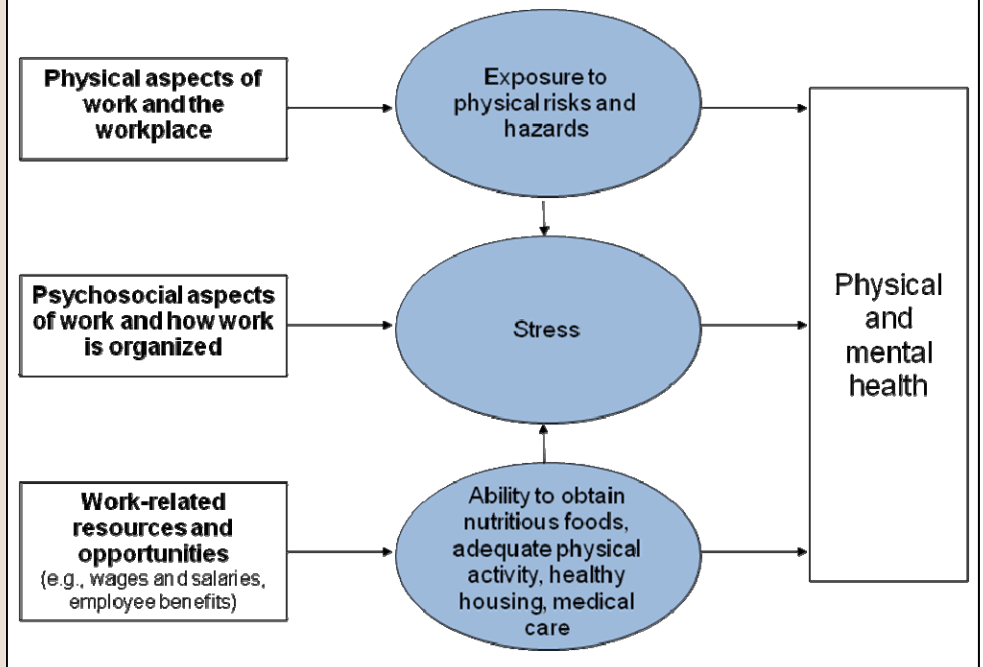 Physical aspects of
work and the
workplace
Exposure to
physical risks and
hazards
Psychosocial aspects
of work and how work
is organized
Stress
Physical
and
mental
health
Work-related
resources and
opportunities
(e.g., wages and salaries,
employee benefits)
Ability to obtain
nutritious foods,
adequate physical
activity, healthy
housing, medical
care